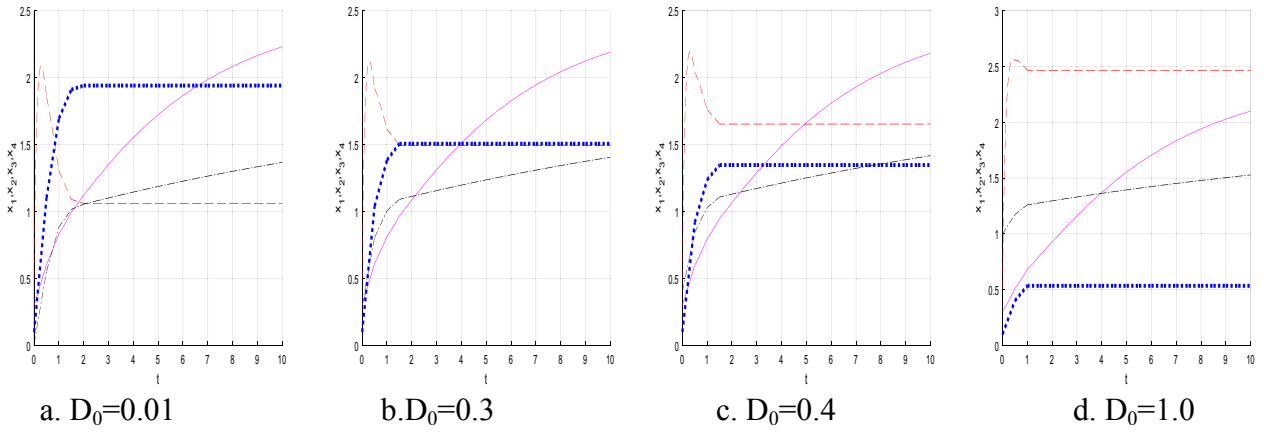 2.5 2.5 2.5 3
2 2 2 2.5
2
1.5 1.5 1.5
x₁,x₂,x₃,x₄ x₁,x₂,x₃,x₄ x₁,x₂,x₃,x₄ x₁,x₂,x₃,x₄
1.5
1 1 1
1
0.5 0.5 0.5 0.5
0 0 0 0
0 1 2 3 4 5 6 7 8 9 10 0 1 2 3 4 5 6 7 8 9 10 0 1 2 3 4 5 6 7 8 9 10 0 1 2 3 4 5 6 7 8 9 10
t t t t
a. D₀=0.01 b.D₀=0.3 c. D₀=0.4 d. D₀=1.0